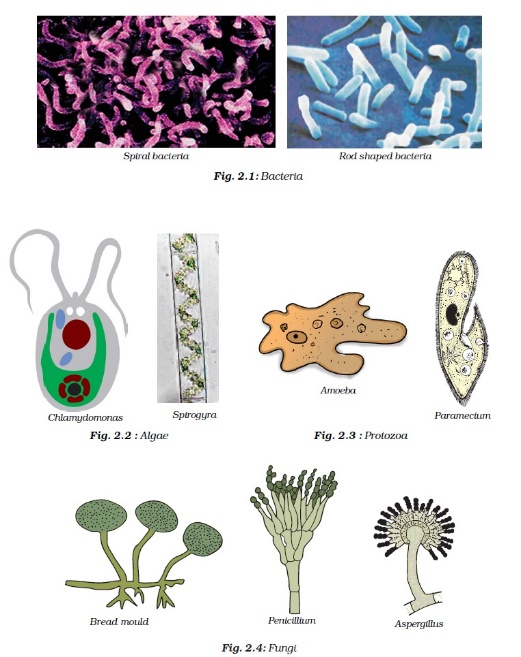 Spiral bacteria
Rod shaped bacteria
Fig. 2.1: Bacteria
Chlamydomonas
Spirogyra
Amoeba
Paramecium
Fig. 2.2 : Algae
Fig. 2.3 : Protozoa
Bread mould
Penicillium
Aspergillus
Fig. 2.4: Fungi